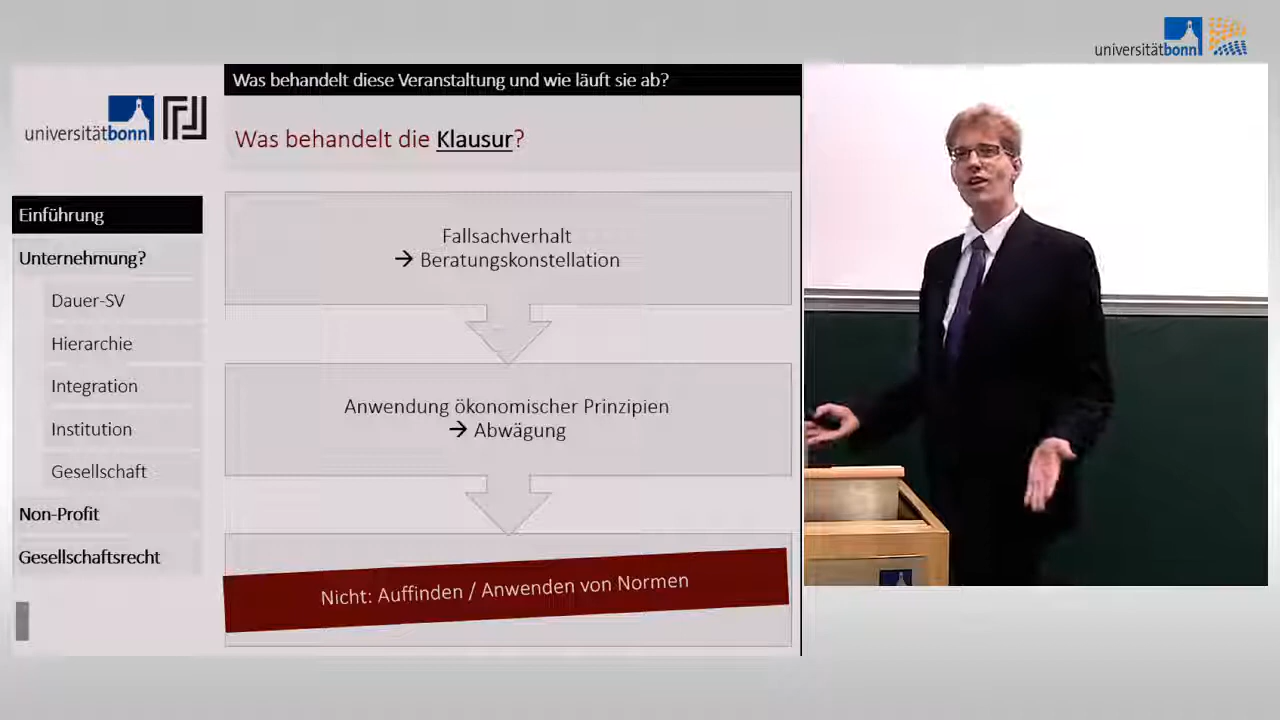 universitätbonn
Was behandelt diese Veranstaltung und wie läuft sie ab?
universitätbonn
Was behandelt die Klausur?
Einführung
Unternehmung?
Dauer-SV
Hierarchie
Integration
Institution
Gesellschaft
Non-Profit
Gesellschaftsrecht
Fallsachverhalt
→ Beratungskonstellation
Anwendung ökonomischer Prinzipien
→ Abwägung
Nicht: Auffinden / Anwenden von Normen